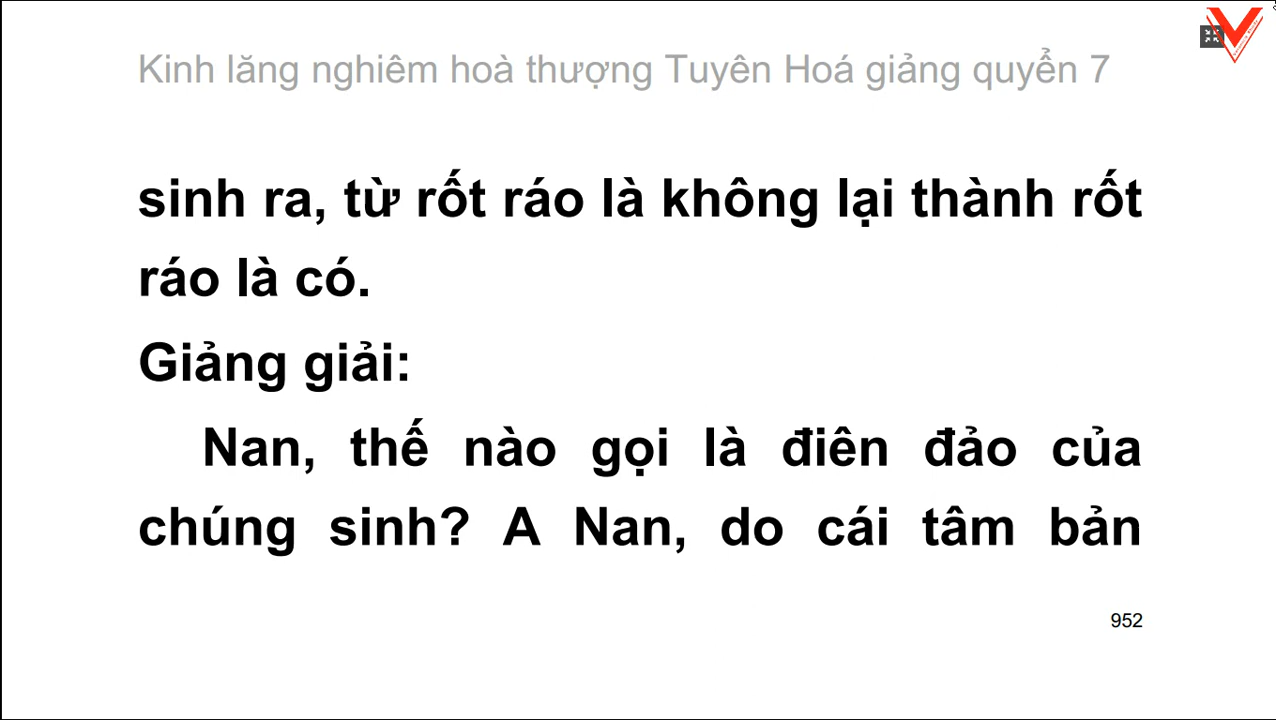 Kinh lăng nghiêm hoà thượng Tuyên Hoá giảng quyển 7
sinh ra, từ rốt ráo là không lại thành rốt
ráo là có.
Giảng giải:
Nan, thế nào gọi là điên đảo của
chúng sinh? A Nan, do cái tâm bản
952